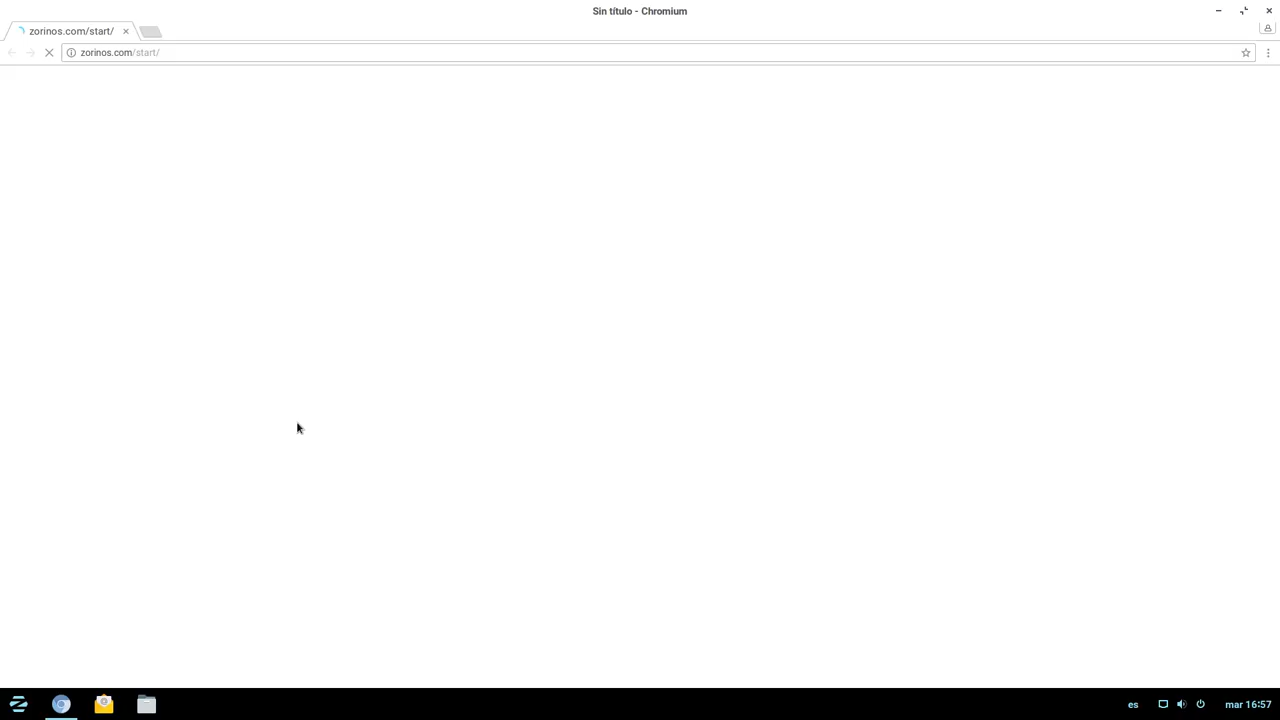 Sin título - Chromium
zorinos.com/start/
zorinos.com/start/
es
mar 16:57